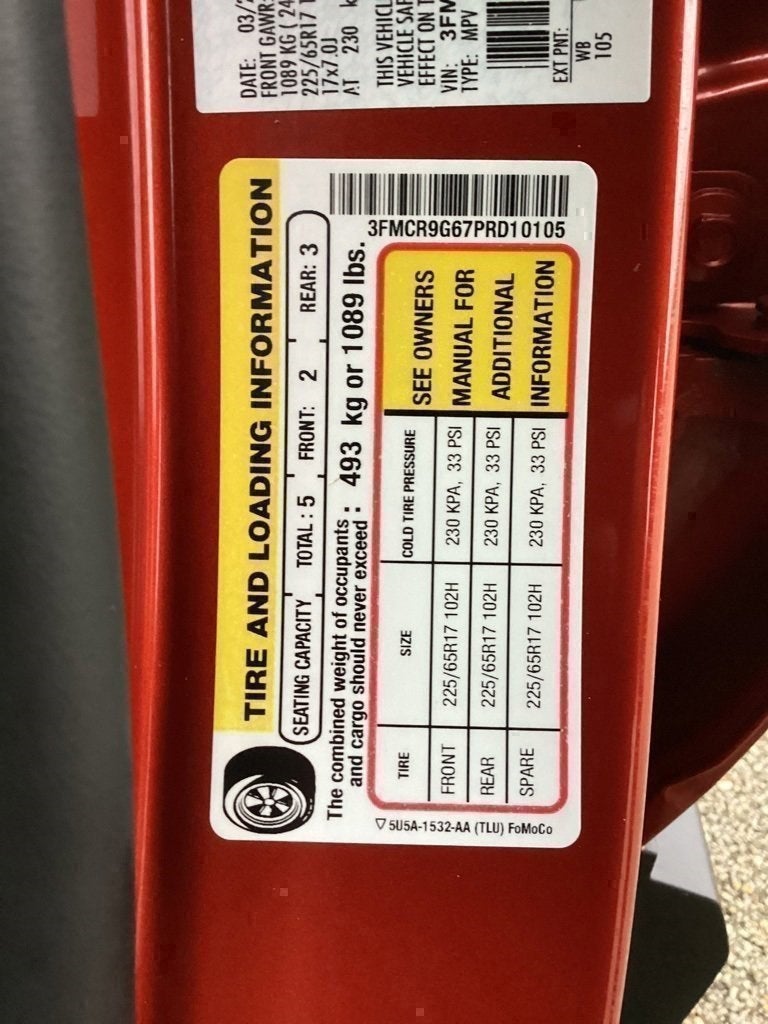 DATE: 03/2
FRONT GAWR:
1089 KG ( 24
225/65R17 1
17x7.0J
AT 230 k
THIS VEHICL
VEHICLE SAF
EFFECT ON T
VIN: 3FM
TYPE: MPV
EXT PNT:
WB
105
TIRE AND LOADING INFORMATION
SEATING CAPACITY TOTAL : 5 FRONT: 2 REAR: 3
The combined weight of occupants
and cargo should never exceed : 493 kg or 1089 lbs.
3FMCR9G67PRD10105
TIRE SIZE COLD TIRE PRESSURE
FRONT 225/65R17 102H 230 KPA, 33 PSI
REAR 225/65R17 102H 230 KPA, 33 PSI
SPARE 225/65R17 102H 230 KPA, 33 PSI
SEE OWNERS
MANUAL FOR
ADDITIONAL
INFORMATION
5U5A-1532-AA (TLU) FoMoCo